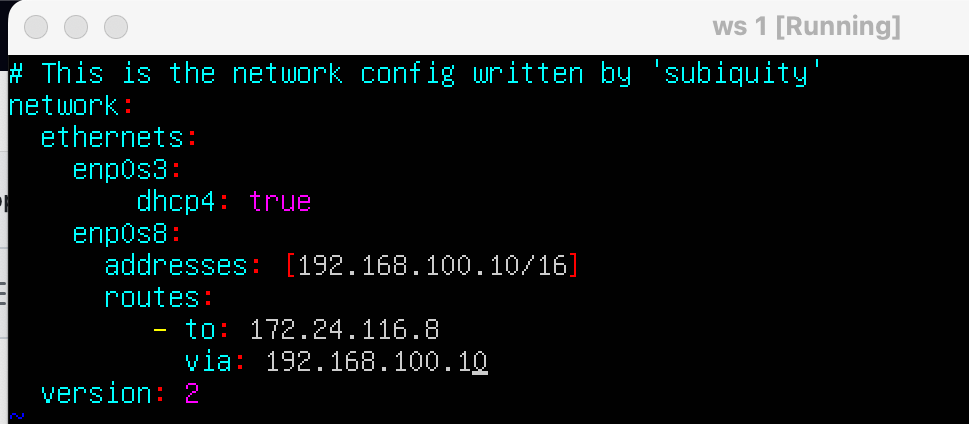 ws 1 [Running]
# This is the network config written by 'subiquity'
network:
  ethernets:
    enp0s3:
        dhcp4: true
    enp0s8:
      addresses: [192.168.100.10/16]
      routes:
         - to: 172.24.116.8
           via: 192.168.100.10
  version: 2
~